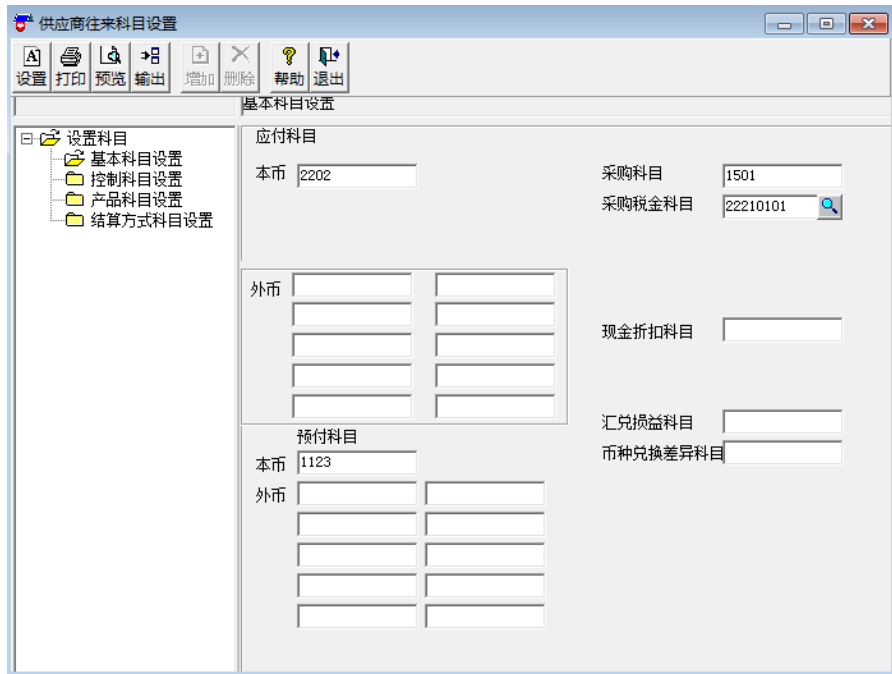 供应商往来科目设置
设置 打印 预览 输出 增加 删除 帮助 退出
基本科目设置
设置科目
基本科目设置
控制科目设置
产品科目设置
结算方式科目设置
应付科目
本币 2202
采购科目 1501
采购税金科目 22210101
外币
现金折扣科目
汇兑损益科目
币种兑换差异科目
预付科目
本币 1123
外币